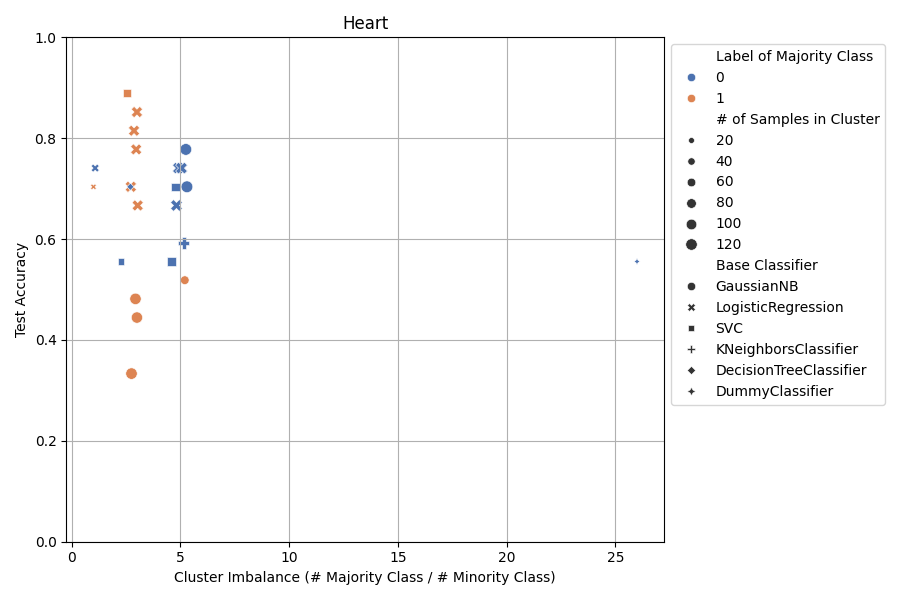 Heart
1.0
0.8
0.6
0.4
0.2
0.0
Test Accuracy
0
5
10
15
20
25
Cluster Imbalance (# Majority Class / # Minority Class)
Label of Majority Class
0
1
# of Samples in Cluster
20
40
60
80
100
120
Base Classifier
GaussianNB
LogisticRegression
SVC
KNeighborsClassifier
DecisionTreeClassifier
DummyClassifier